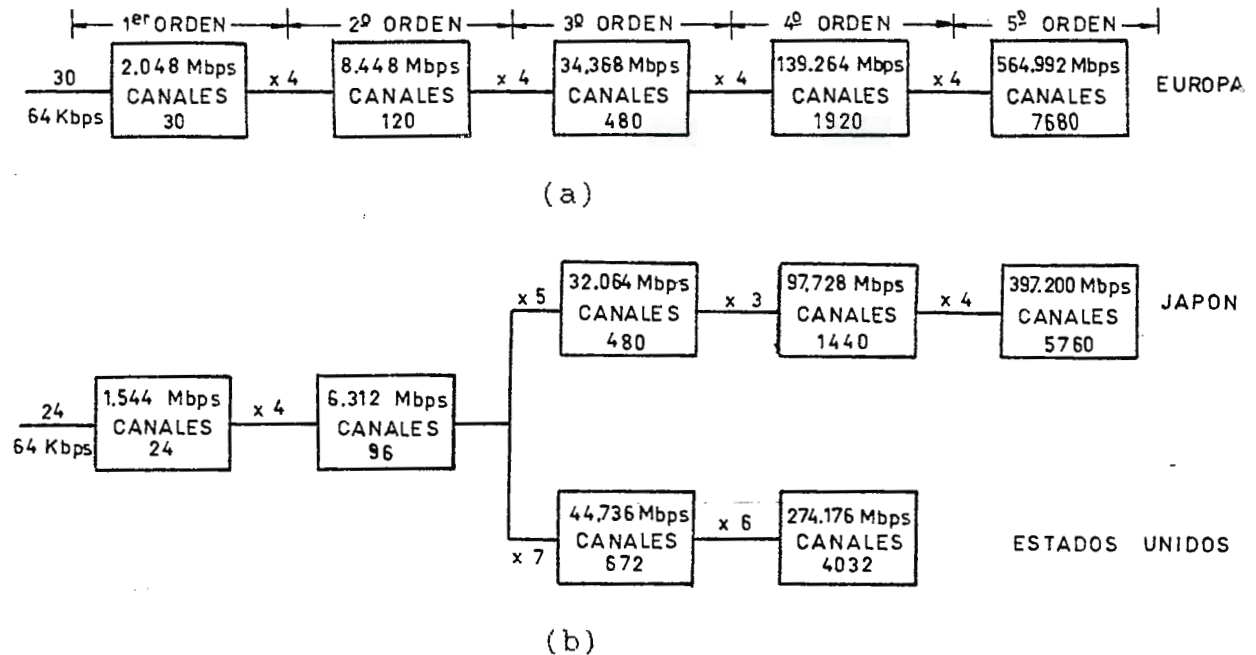 1er ORDEN 2º ORDEN 3º ORDEN 4º ORDEN 5º ORDEN
30
64 Kbps
2.048 Mbps
CANALES
30
x 4
8.448 Mbps
CANALES
120
x 4
34,368 Mbps
CANALES
480
x 4
139.264 Mbps
CANALES
1920
x 4
564.992 Mbps
CANALES
7680
EUROPA
(a)
24
64 Kbps
1.544 Mbps
CANALES
24
x 4
6.312 Mbps
CANALES
96
x 5
32.064 Mbps
CANALES
480
x 3
97,728 Mbps
CANALES
1440
x 4
397.200 Mbps
CANALES
5760
JAPON
x 7
44,736 Mbps
CANALES
672
x 6
274.176 Mbps
CANALES
4032
ESTADOS UNIDOS
(b)